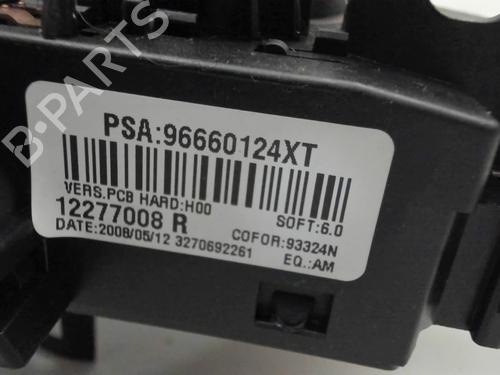 B-PARTS
PSA:96660124XT
VERS.PCB HARD:H00 SOFT:6.0
12277008 R COFOR:93324N
DATE:2008/05/12 3270692261 EQ.:AM